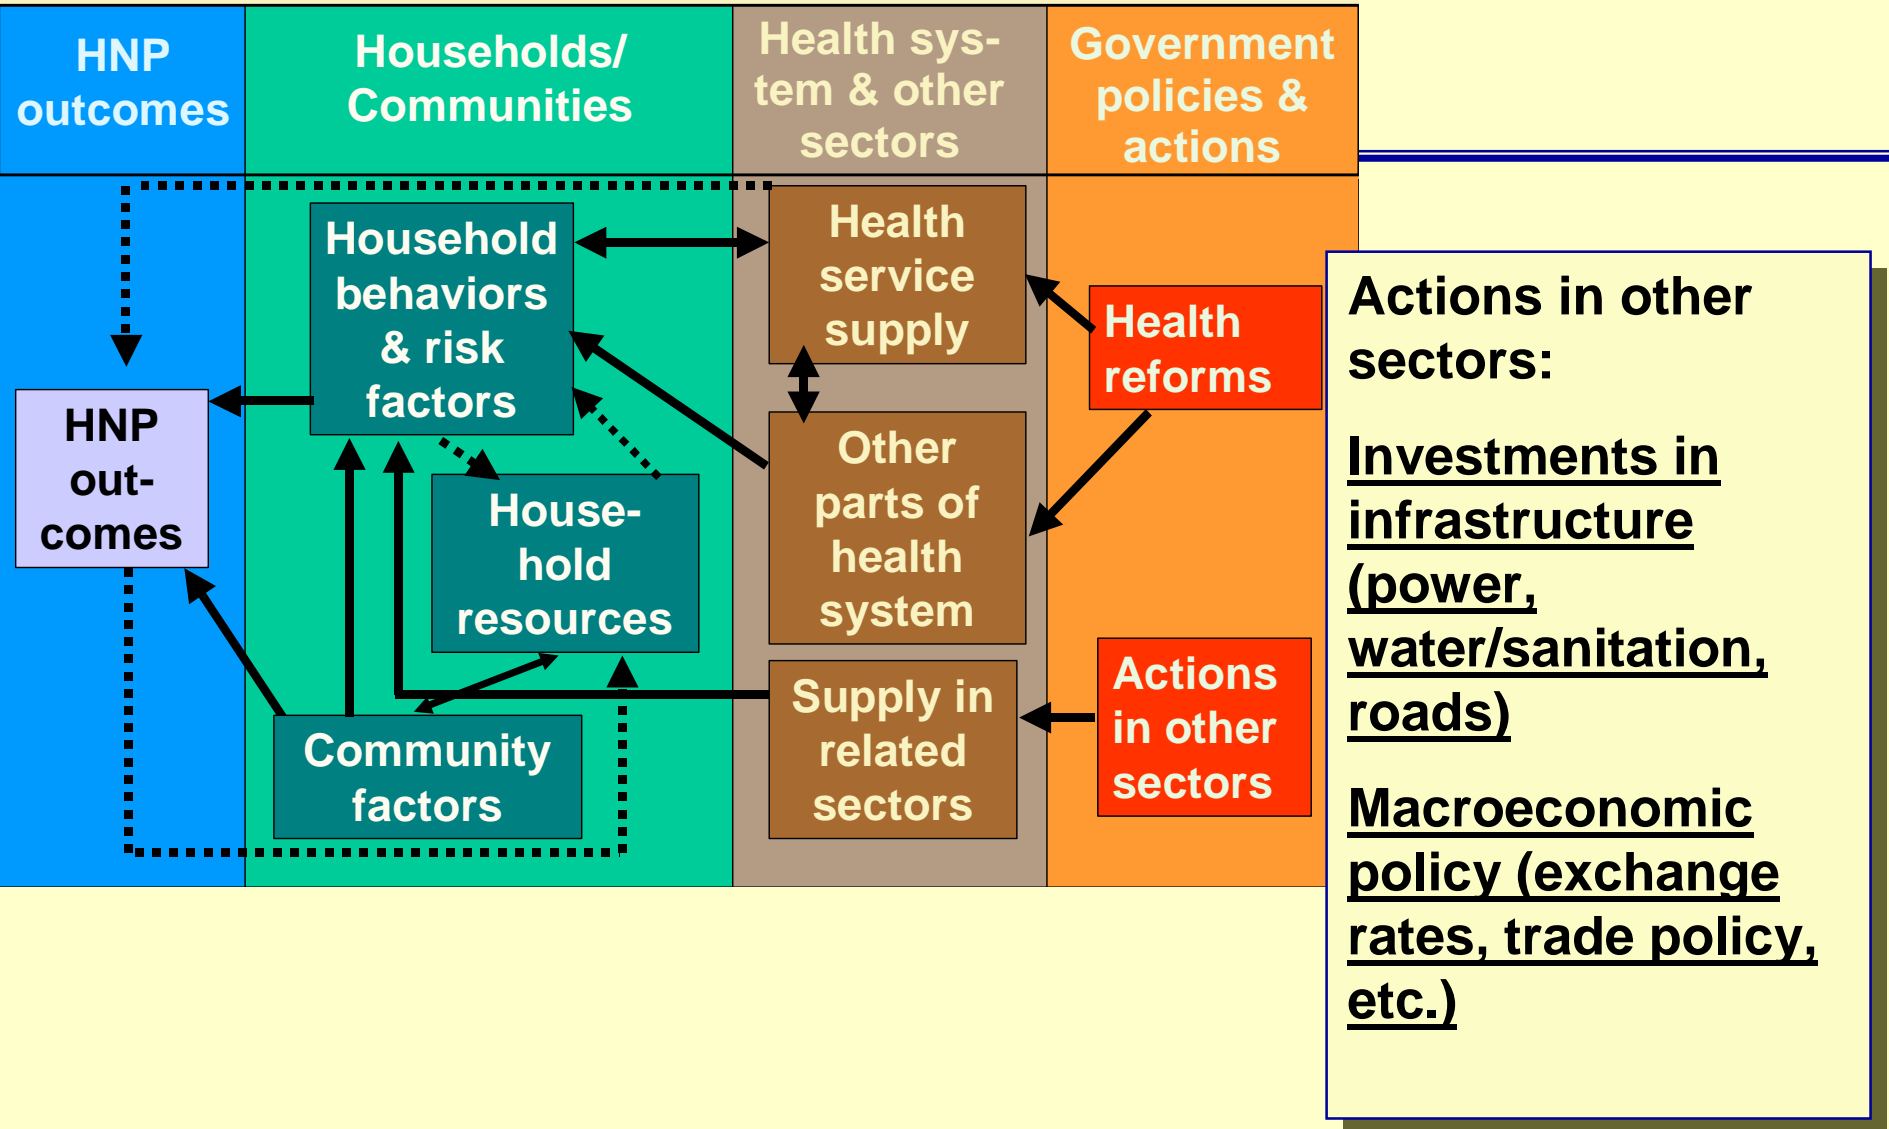 HNP
outcomes
Households/
Communities
Health sys-
tem & other
sectors
Government
policies &
actions
Household
behaviors
& risk
factors
Health
service
supply
Health
reforms
HNP
out-
comes
House-
hold
resources
Other
parts of
health
system
Community
factors
Supply in
related
sectors
Actions
in other
sectors
Actions in other
sectors:
Investments in
infrastructure
(power,
water/sanitation,
roads)
Macroeconomic
policy (exchange
rates, trade policy,
etc.)